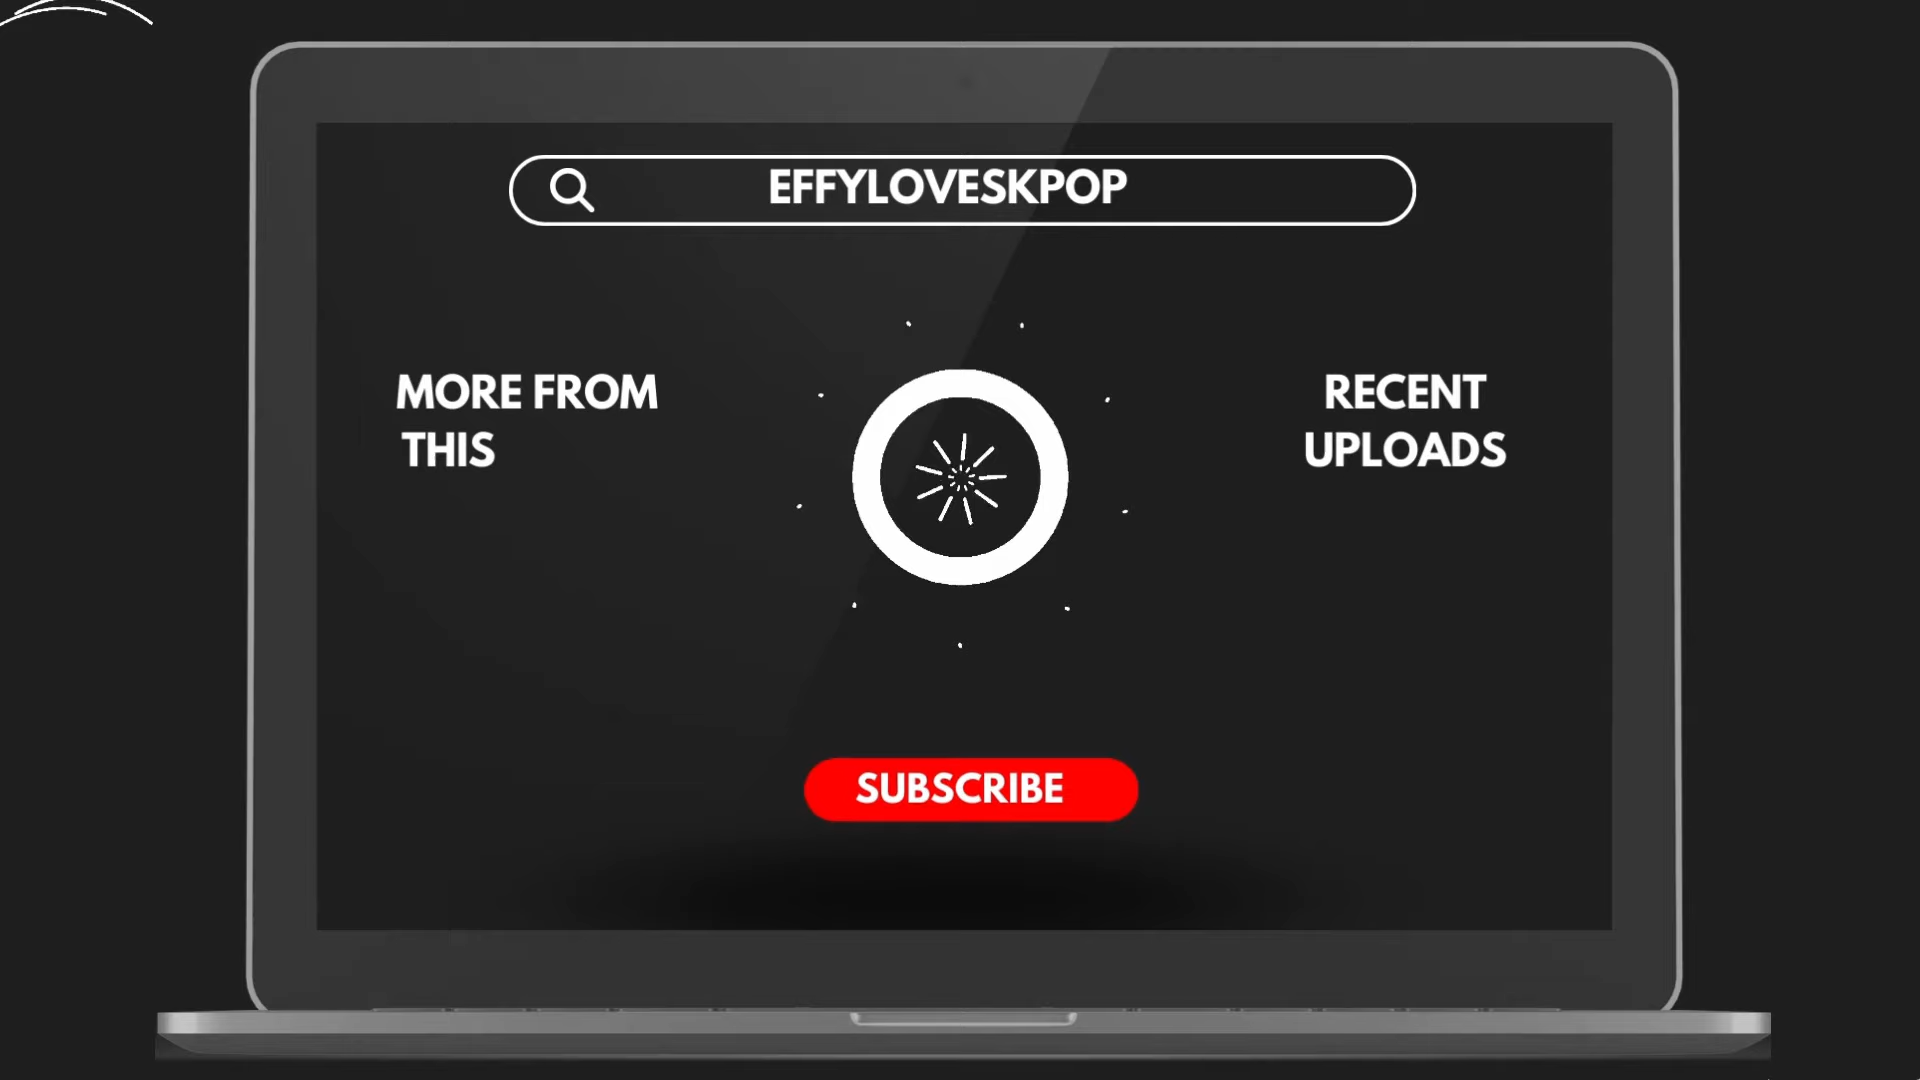 EFFYLOVESKPOP
MORE FROM
THIS
RECENT
UPLOADS
SUBSCRIBE